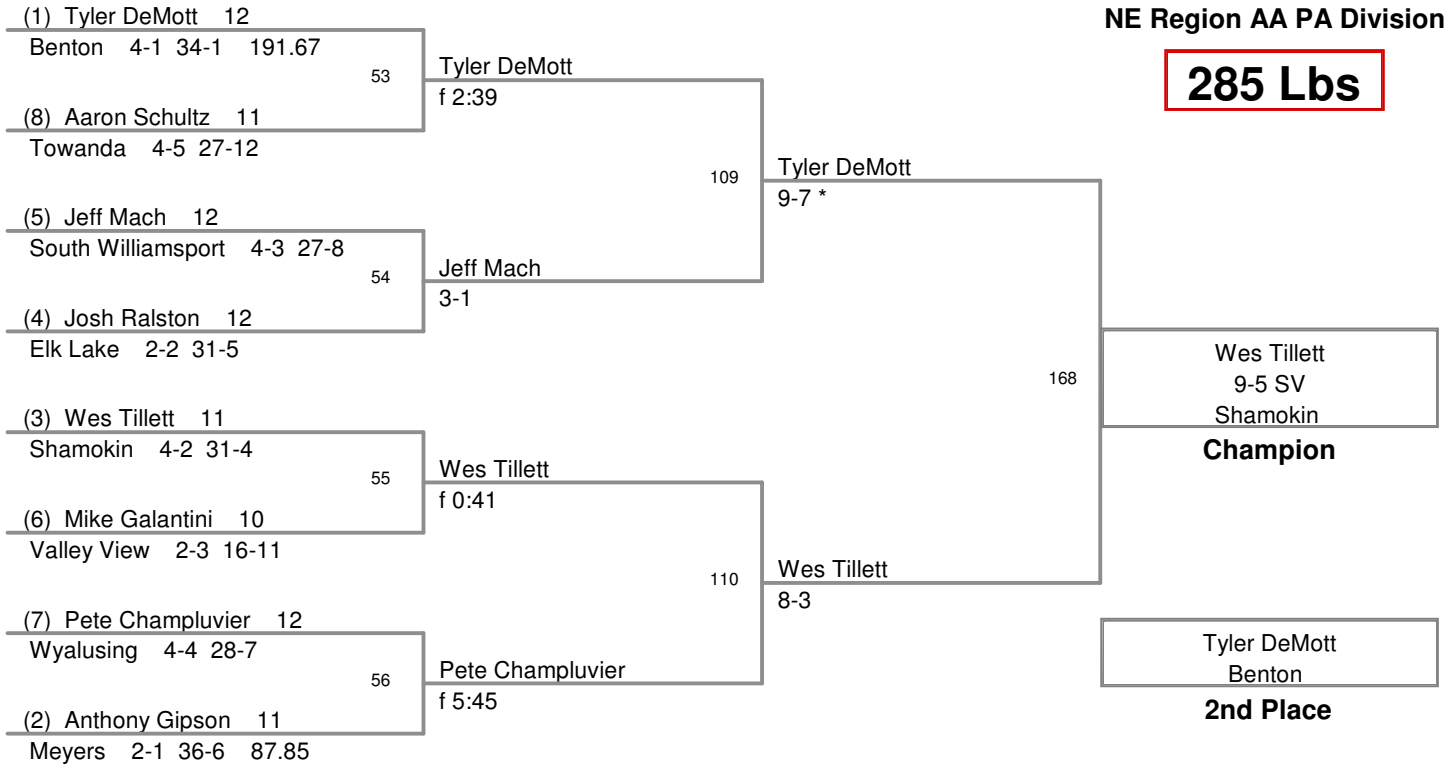 NE Region AA PA Division
285 Lbs
(1) Tyler DeMott 12
Benton 4-1 34-1 191.67
53
(8) Aaron Schultz 11
Towanda 4-5 27-12
(5) Jeff Mach 12
South Williamsport 4-3 27-8
54
(4) Josh Ralston 12
Elk Lake 2-2 31-5
(3) Wes Tillett 11
Shamokin 4-2 31-4
55
(6) Mike Galantini 10
Valley View 2-3 16-11
(7) Pete Champluvier 12
Wyalusing 4-4 28-7
56
(2) Anthony Gipson 11
Meyers 2-1 36-6 87.85
Tyler DeMott
f 2:39
109
Jeff Mach
3-1
Wes Tillett
f 0:41
110
Pete Champluvier
f 5:45
Tyler DeMott
9-7 *
168
Wes Tillett
8-3
Wes Tillett
9-5 SV
Shamokin
Champion
Tyler DeMott
Benton
2nd Place